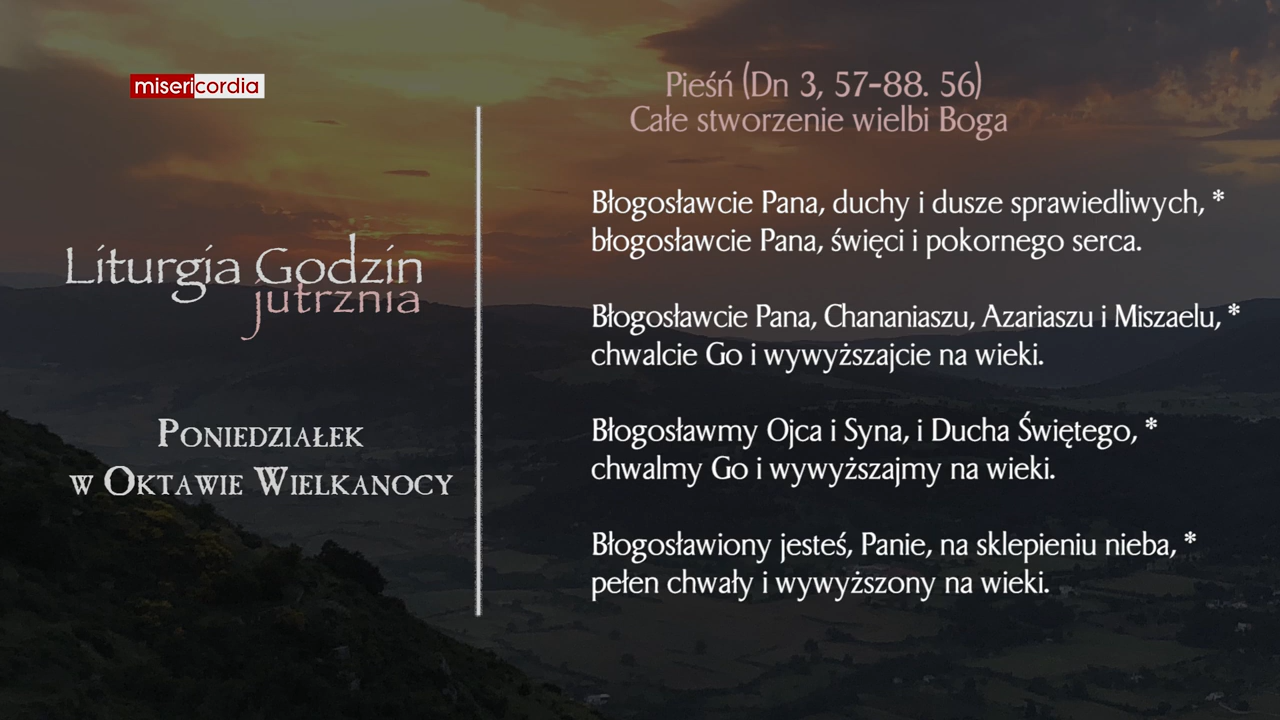 misericordia
Liturgia Godzin
jutrznia
Poniedziałek
w Oktawie Wielkanocy
Pieśń (Dn 3, 57-88. 56)
Całe stworzenie wielbi Boga
Błogosławcie Pana, duchy i dusze sprawiedliwych, *
błogosławcie Pana, święci i pokornego serca.
Błogosławcie Pana, Chananiaszu, Azariaszu i Miszaelu, *
chwalcie Go i wywyższajcie na wieki.
Błogosławmy Ojca i Syna, i Ducha Świętego, *
chwalmy Go i wywyższajmy na wieki.
Błogosławiony jesteś, Panie, na sklepieniu nieba, *
pełen chwały i wywyższony na wieki.